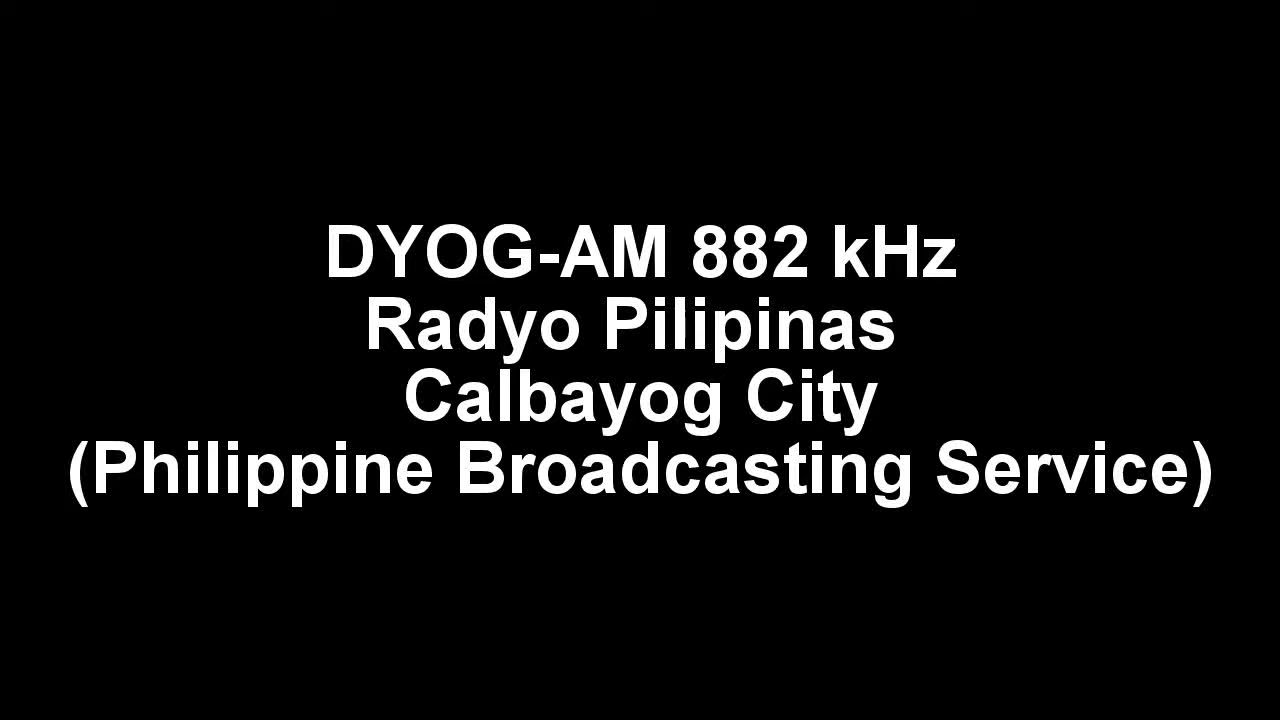 DYOG-AM 882 kHz
Radyo Pilipinas
Calbayog City
(Philippine Broadcasting Service)